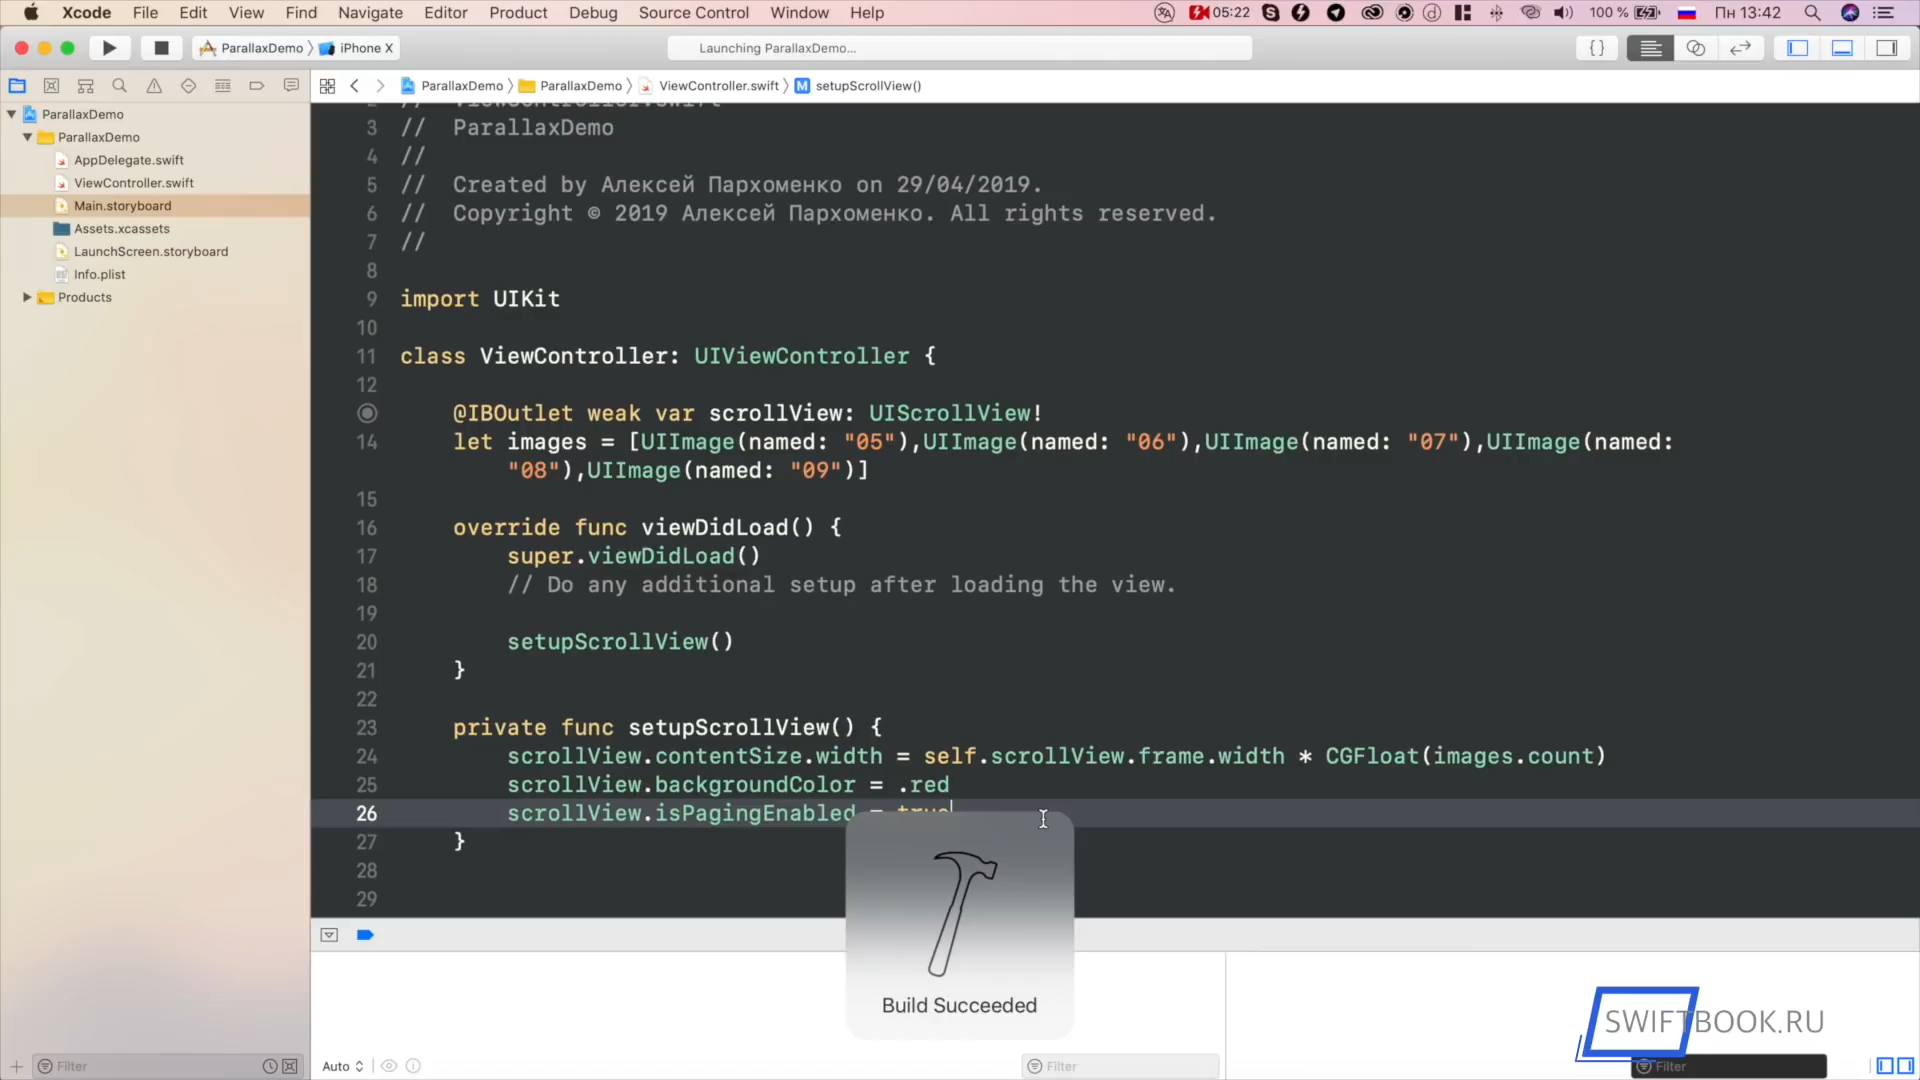 Xcode File Edit View Find Navigate Editor Product Debug Source Control Window Help 05:22 100 % Пн 13:42
ParallaxDemo iPhone X Launching ParallaxDemo... { }
ParallaxDemo ParallaxDemo ViewController.swift M setupScrollView()
ParallaxDemo
ParallaxDemo
AppDelegate.swift
ViewController.swift
Main.storyboard
Assets.xcassets
LaunchScreen.storyboard
Info.plist
Products
2 // ViewController.swift
3 // ParallaxDemo
4 //
5 // Created by Алексей Пархоменко on 29/04/2019.
6 // Copyright © 2019 Алексей Пархоменко. All rights reserved.
7 //
8
9 import UIKit
10
11 class ViewController: UIViewController {
12
@IBOutlet weak var scrollView: UIScrollView!
14 let images = [UIImage(named: "05"),UIImage(named: "06"),UIImage(named: "07"),UIImage(named:
"08"),UIImage(named: "09")]
15
16 override func viewDidLoad() {
17 super.viewDidLoad()
18 // Do any additional setup after loading the view.
19
20 setupScrollView()
21 }
22
23 private func setupScrollView() {
24 scrollView.contentSize.width = self.scrollView.frame.width * CGFloat(images.count)
25 scrollView.backgroundColor = .red
26 scrollView.isPagingEnabled = true
27 }
28
29
Build Succeeded
SWIFTBOOK.RU
Filter Auto Filter Filter